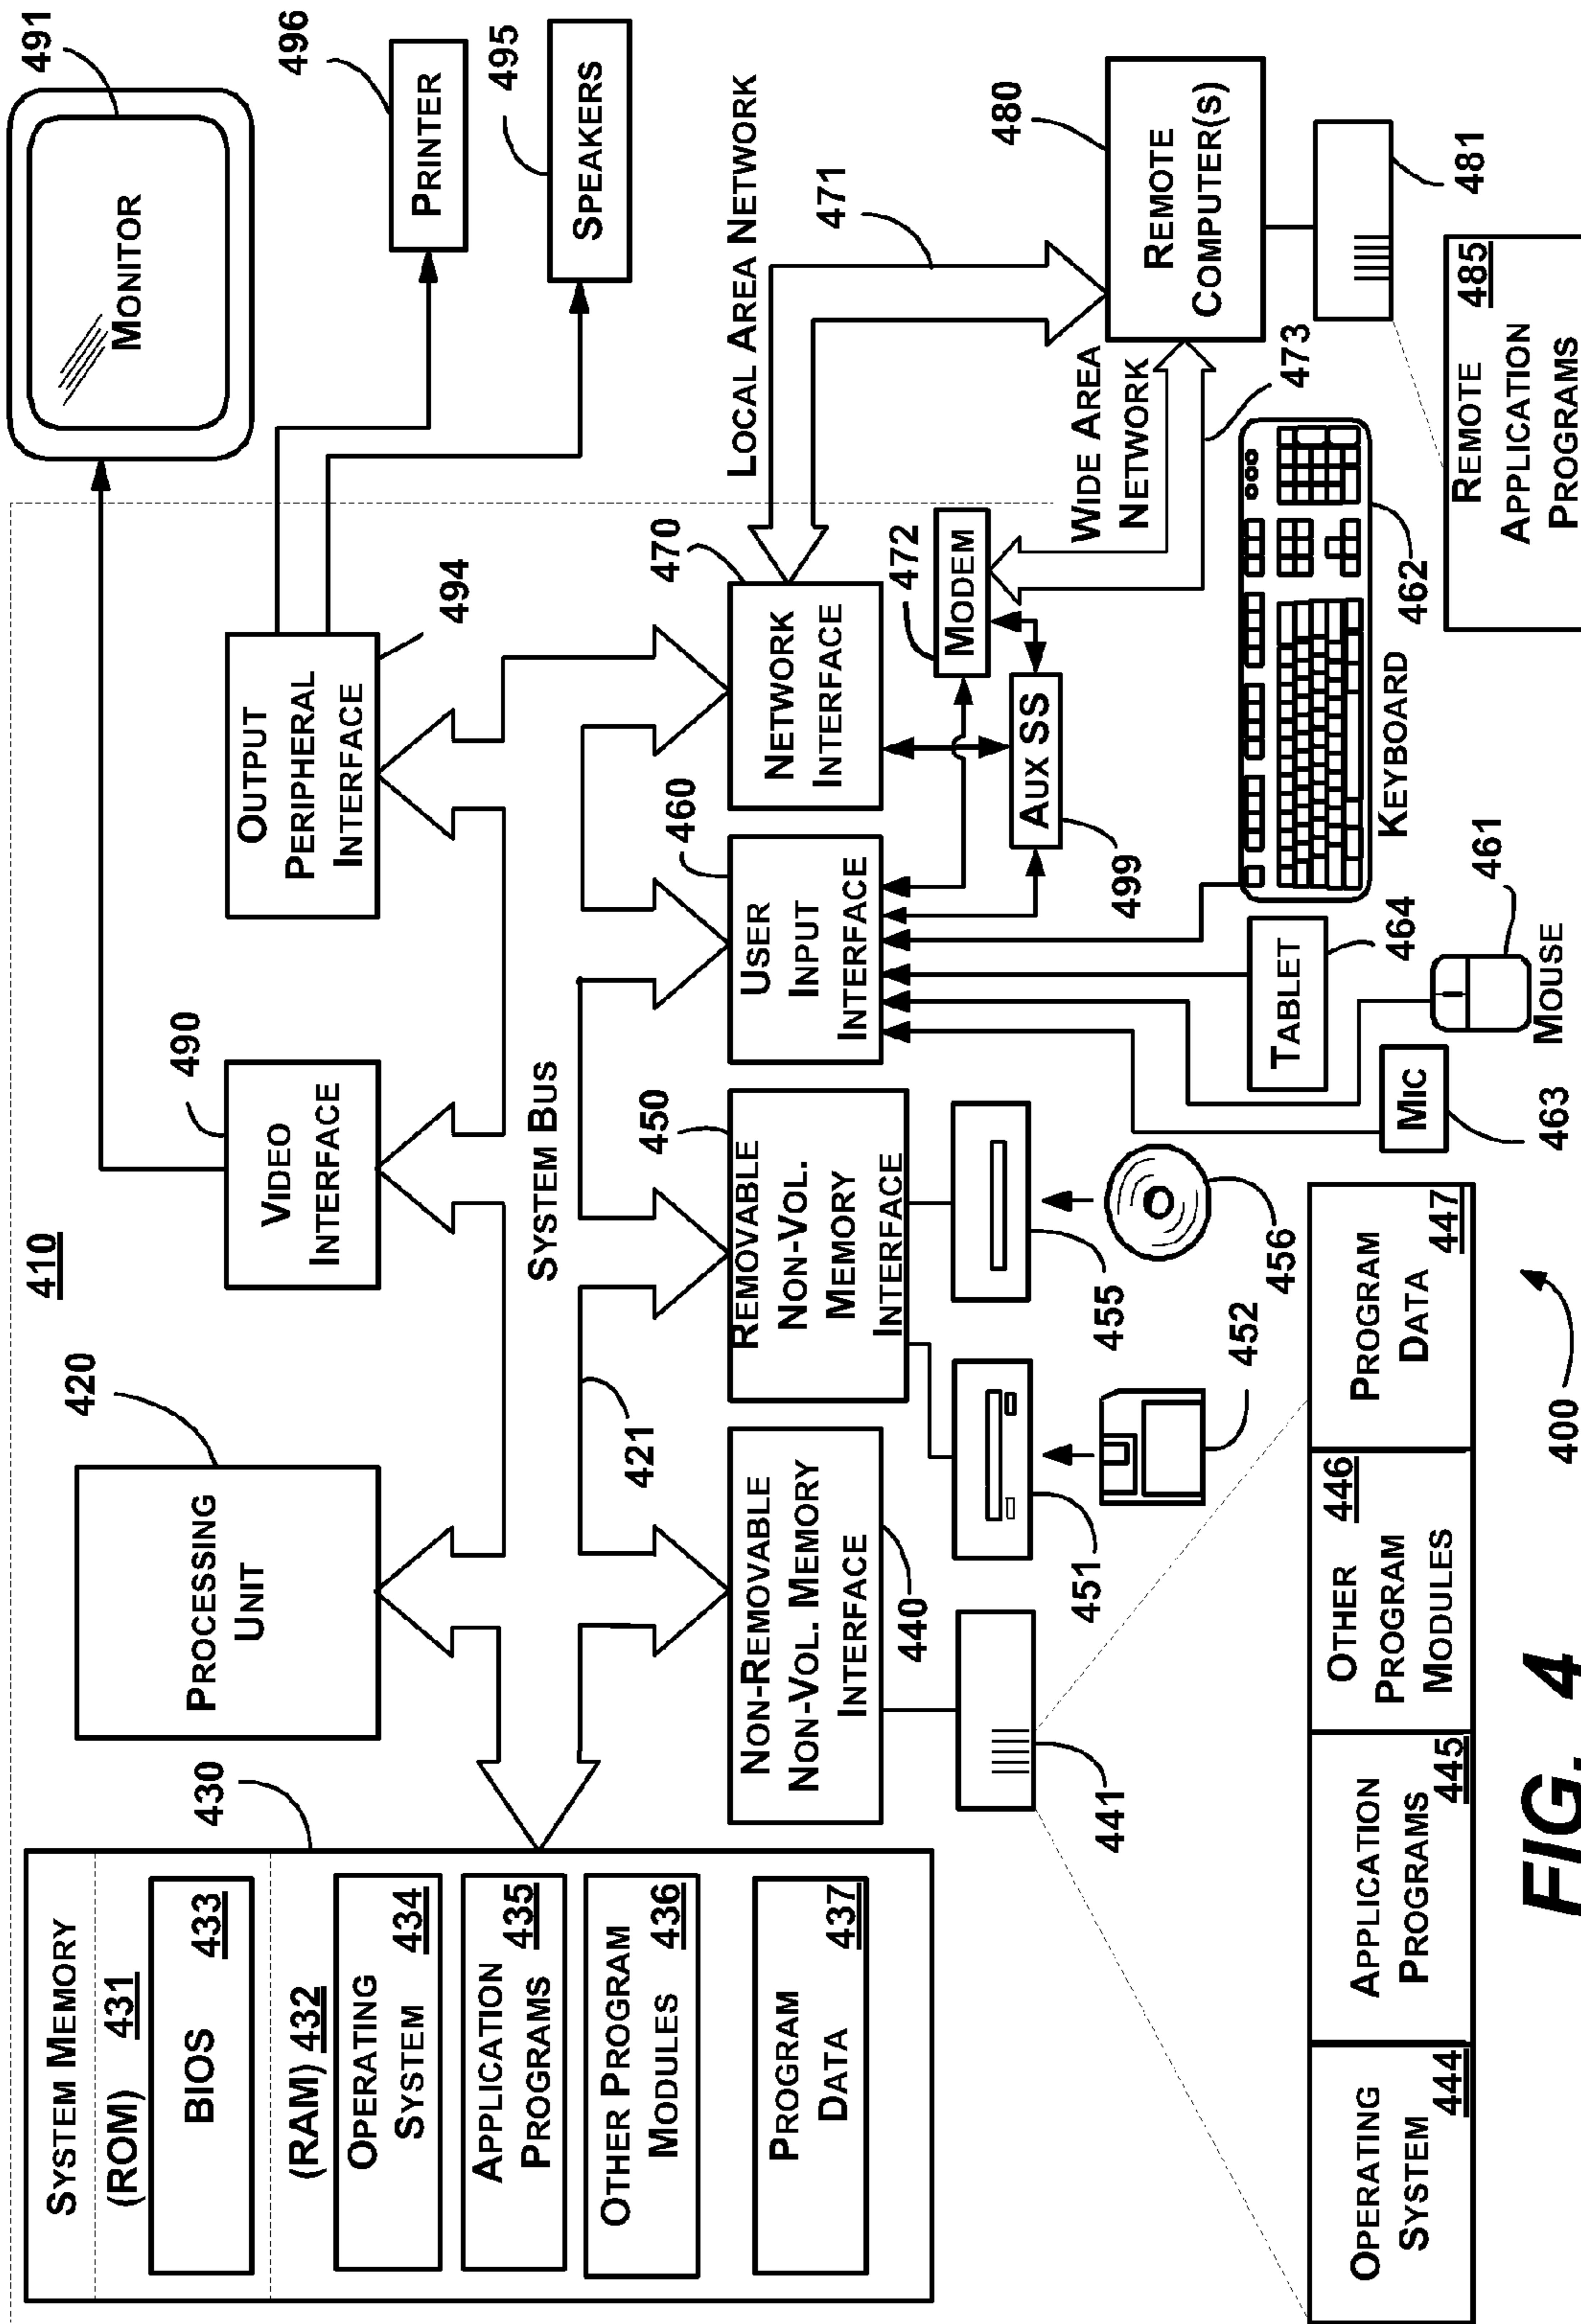 410
SYSTEM MEMORY
(ROM) 431
BIOS 433
(RAM) 432
OPERATING
SYSTEM 434
APPLICATION
PROGRAMS 435
OTHER PROGRAM
MODULES 436
PROGRAM
DATA 437
430
PROCESSING
UNIT
420
VIDEO
INTERFACE
490
OUTPUT
PERIPHERAL
INTERFACE
494
MONITOR
491
PRINTER
496
SPEAKERS
495
SYSTEM BUS
421
NON-REMOVABLE
NON-VOL. MEMORY
INTERFACE
440
REMOVABLE
NON-VOL.
MEMORY
INTERFACE
450
USER
INPUT
INTERFACE
460
NETWORK
INTERFACE
470
LOCAL AREA NETWORK
471
MODEM
472
AUX SS
499
WIDE AREA
NETWORK
473
REMOTE
COMPUTER(S)
480
481
441
451
452
455
456
KEYBOARD
462
TABLET
464
MIC
463
MOUSE
461
OPERATING
SYSTEM 444
APPLICATION
PROGRAMS 445
OTHER
PROGRAM
MODULES
446
PROGRAM
DATA
447
REMOTE
APPLICATION
PROGRAMS
485
400
FIG. 4